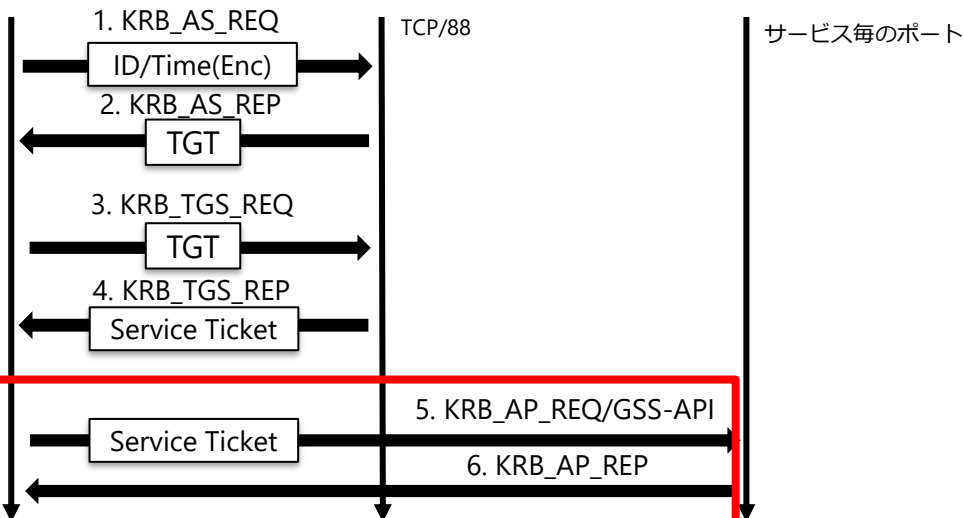 1. KRB_AS_REQ
TCP/88
サービス毎のポート
ID/Time(Enc)
2. KRB_AS_REP
TGT
3. KRB_TGS_REQ
TGT
4. KRB_TGS_REP
Service Ticket
5. KRB_AP_REQ/GSS-API
Service Ticket
6. KRB_AP_REP